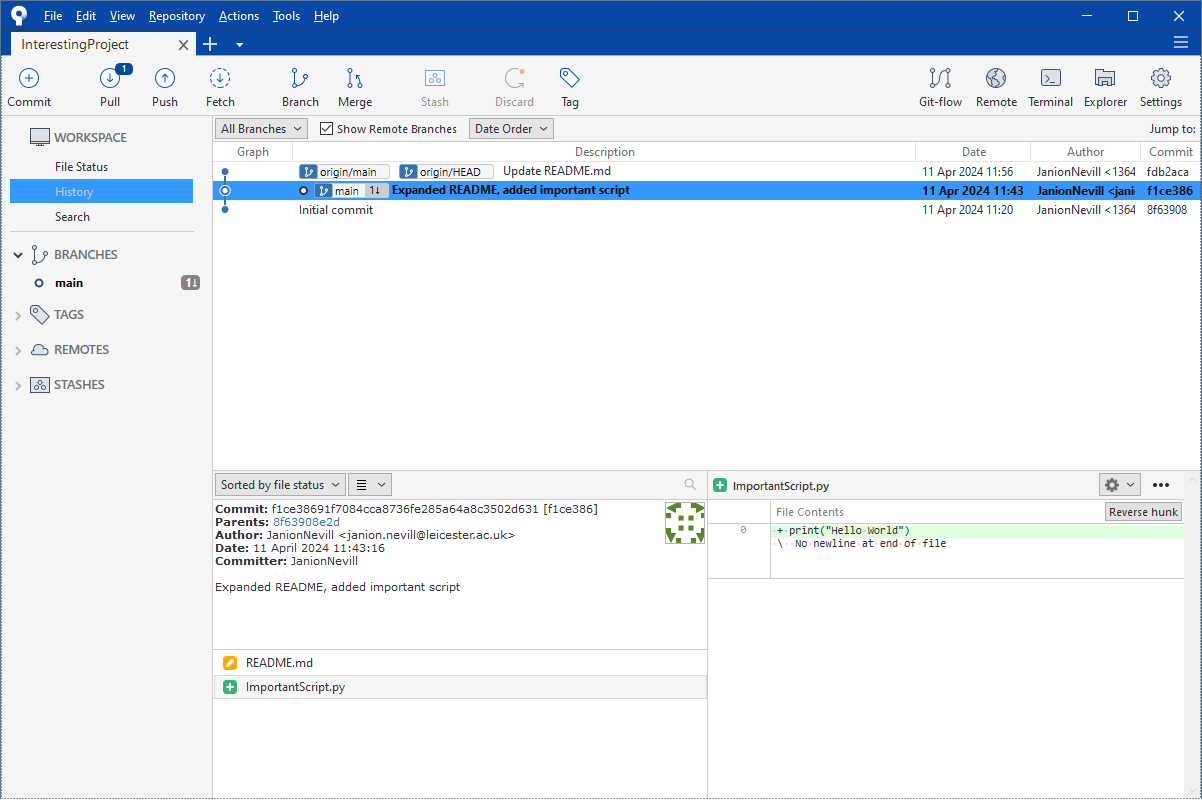 File Edit View Repository Actions Tools Help
InterestingProject
1
Commit Pull Push Fetch Branch Merge Stash Discard Tag Git-flow Remote Terminal Explorer Settings
WORKSPACE
File Status
History
Search
BRANCHES
main 1↓
TAGS
REMOTES
STASHES
All Branches Show Remote Branches Date Order Jump to:
Graph Description Date Author Commit
origin/main origin/HEAD Update README.md 11 Apr 2024 11:56 JanionNevill <1364 fdb2aca
main 1↓ Expanded README, added important script 11 Apr 2024 11:43 JanionNevill <jani f1ce386
Initial commit 11 Apr 2024 11:20 JanionNevill <1364 8f63908
Sorted by file status
Commit: f1ce38691f7084cca8736fe285a64a8c3502d631 [f1ce386]
Parents: 8f63908e2d
Author: JanionNevill <janion.nevill@leicester.ac.uk>
Date: 11 April 2024 11:43:16
Committer: JanionNevill
Expanded README, added important script
README.md
ImportantScript.py
ImportantScript.py
File Contents Reverse hunk
0 + print("Hello World")
\ No newline at end of file